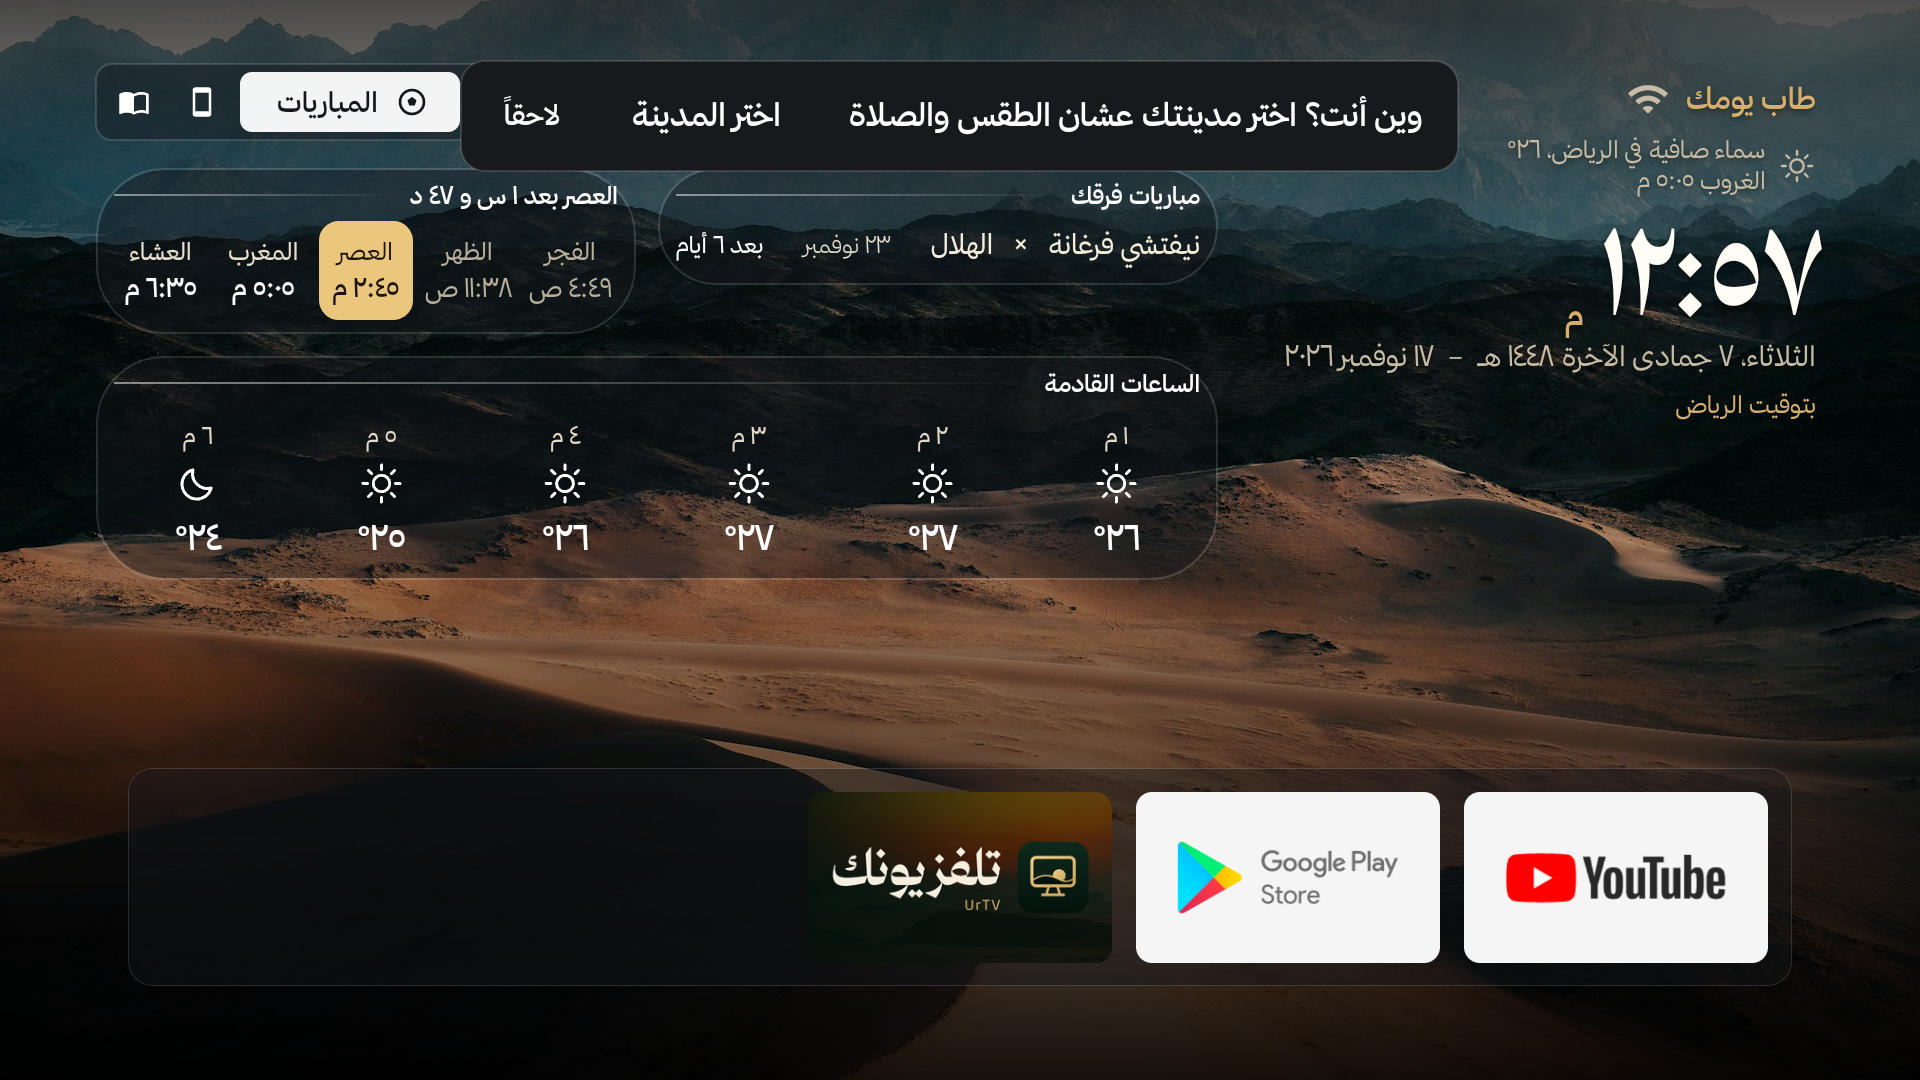 طاب يومك
سماء صافية في الرياض، ٢٦°
الغروب ٥:٠٥ م
١٢:٥٧ م
الثلاثاء، ٧ جمادى الآخرة ١٤٤٨ هـ – ١٧ نوفمبر ٢٠٢٦
بتوقيت الرياض
وين أنت؟ اختر مدينتك عشان الطقس والصلاة
اختر المدينة
لاحقاً
المباريات
مباريات فرقك
نيفتشي فرغانة × الهلال ٢٣ نوفمبر بعد ٦ أيام
العصر بعد ١ س و ٤٧ د
الفجر الظهر العصر المغرب العشاء
٤:٤٩ ص ١١:٣٨ ص ٢:٤٥ م ٥:٠٥ م ٦:٣٥ م
الساعات القادمة
١ م ٢ م ٣ م ٤ م ٥ م ٦ م
٢٦° ٢٧° ٢٧° ٢٦° ٢٥° ٢٤°
YouTube
Google Play
Store
تلفزيونك
UrTV